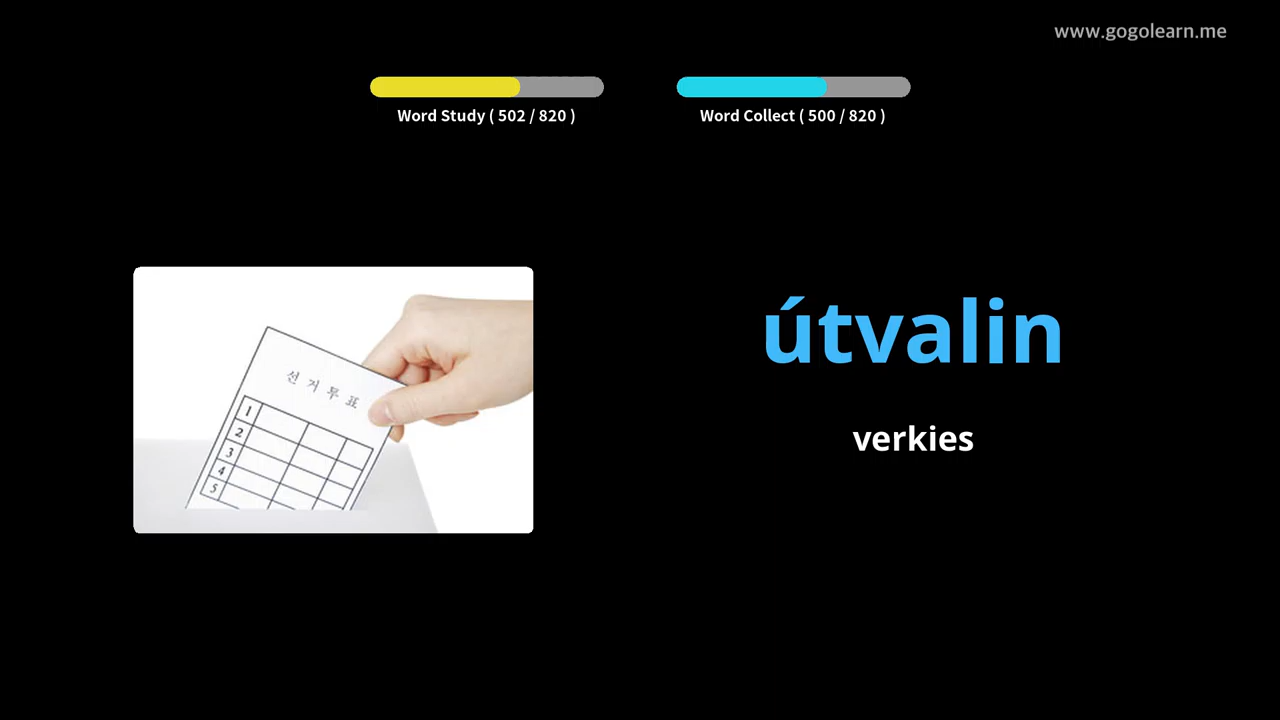 www.gogolearn.me
Word Study ( 502 / 820 )
Word Collect ( 500 / 820 )
선 거 투 표
1
2
3
4
5
útvalin
verkies